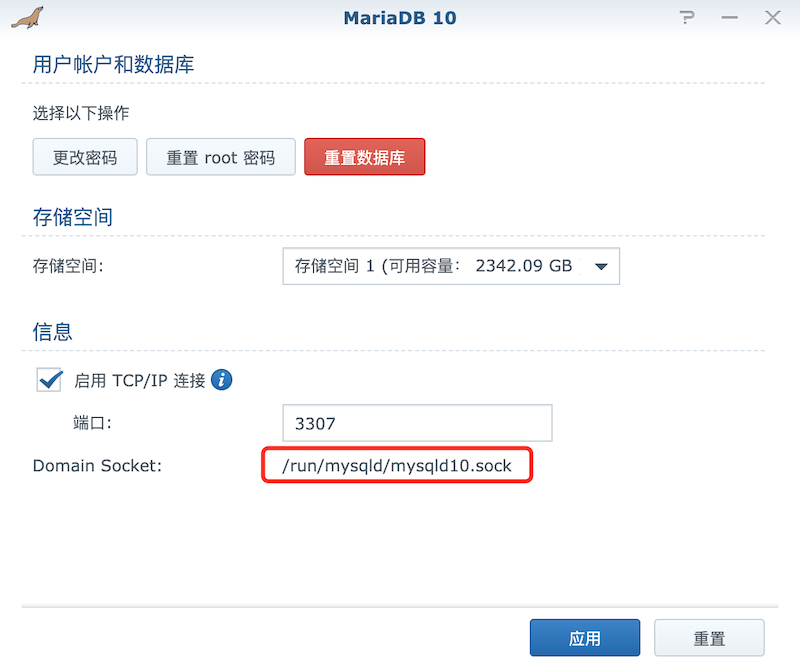 MariaDB 10
用户帐户和数据库
选择以下操作
更改密码 重置 root 密码 重置数据库
存储空间
存储空间: 存储空间 1 (可用容量： 2342.09 GB
信息
启用 TCP/IP 连接
端口: 3307
Domain Socket: /run/mysqld/mysqld10.sock
应用 重置